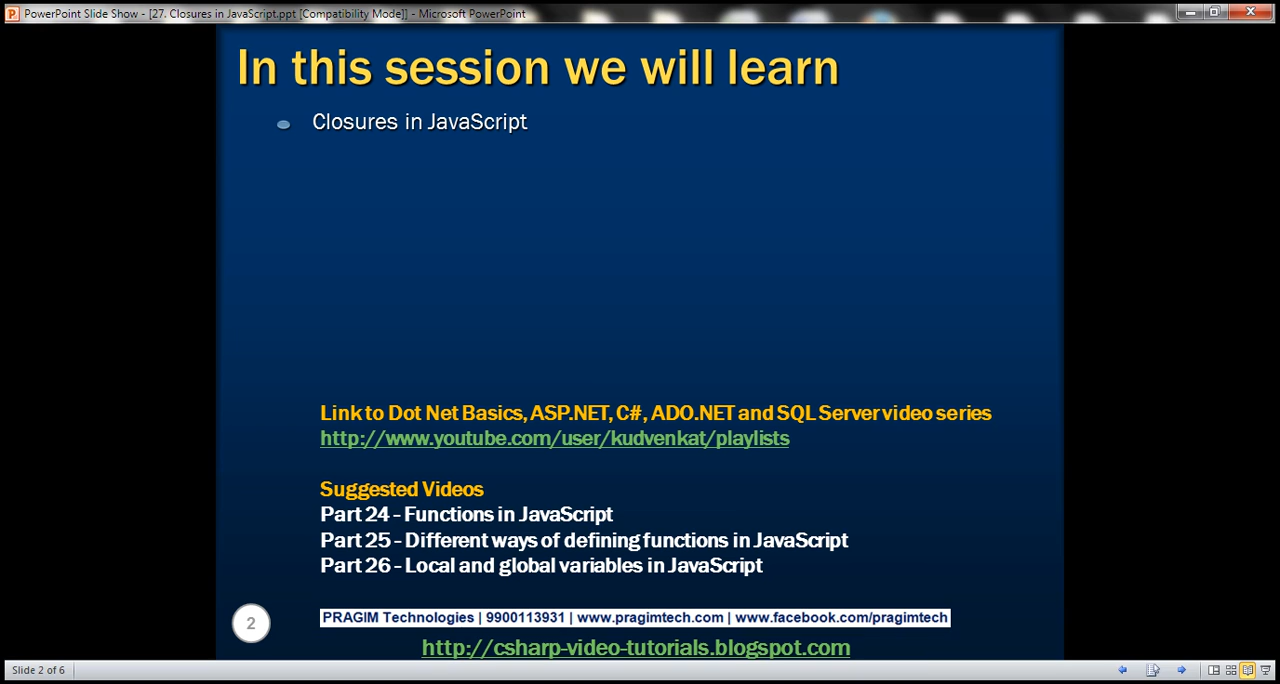 PowerPoint Slide Show - [27. Closures in JavaScript.ppt [Compatibility Mode]] - Microsoft PowerPoint
In this session we will learn
Closures in JavaScript
Link to Dot Net Basics, ASP.NET, C#, ADO.NET and SQL Server video series
http://www.youtube.com/user/kudvenkat/playlists
Suggested Videos
Part 24 - Functions in JavaScript
Part 25 - Different ways of defining functions in JavaScript
Part 26 - Local and global variables in JavaScript
2
PRAGIM Technologies | 9900113931 | www.pragimtech.com | www.facebook.com/pragimtech
http://csharp-video-tutorials.blogspot.com
Slide 2 of 6